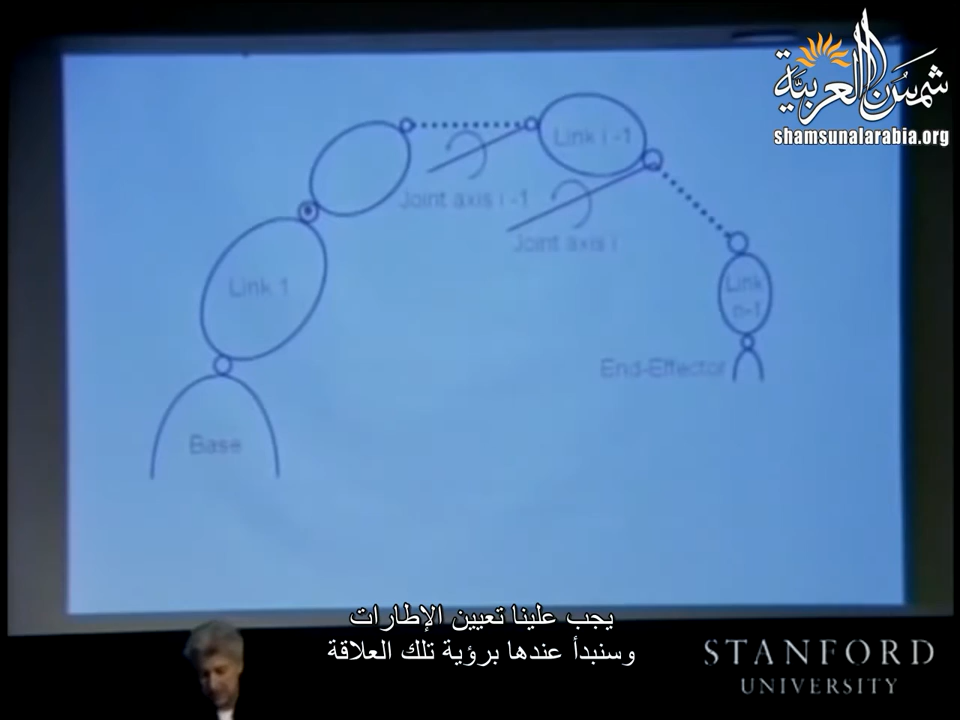 شمس العربية
shamsunalarabia.org
Link i -1
Joint axis i -1
Joint axis i
Link 1
Link
n-1
End-Effector
Base
يجب علينا تعيين الإطارات
وسنبدأ عندها برؤية تلك العلاقة
STANFORD
UNIVERSITY